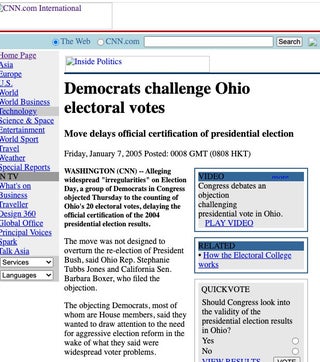 CNN.com International
The Web
CNN.com
Search
Home Page
Asia
Europe
U.S.
World
World Business
Technology
Science & Space
Entertainment
World Sport
Travel
Weather
Special Reports
N TV
What's on
Business
Traveller
Design 360
Global Office
Principal Voices
Spark
Talk Asia
Services
Languages
Inside Politics
Democrats challenge Ohio
electoral votes
Move delays official certification of presidential election
Friday, January 7, 2005 Posted: 0008 GMT (0808 HKT)
WASHINGTON (CNN) -- Alleging
widespread "irregularities" on Election
Day, a group of Democrats in Congress
objected Thursday to the counting of
Ohio's 20 electoral votes, delaying the
official certification of the 2004
presidential election results.
The move was not designed to
overturn the re-election of President
Bush, said Ohio Rep. Stephanie
Tubbs Jones and California Sen.
Barbara Boxer, who filed the
objection.
The objecting Democrats, most of
whom are House members, said they
wanted to draw attention to the need
for aggressive election reform in the
wake of what they said were
widespread voter problems.
VIDEO more
Congress debates an
objection
challenging
presidential vote in Ohio.
PLAY VIDEO
RELATED
• How the Electoral College
works
QUICKVOTE
Should Congress look into
the validity of the
presidential election results
in Ohio?
Yes
No
VIEW RESULTS VOTE